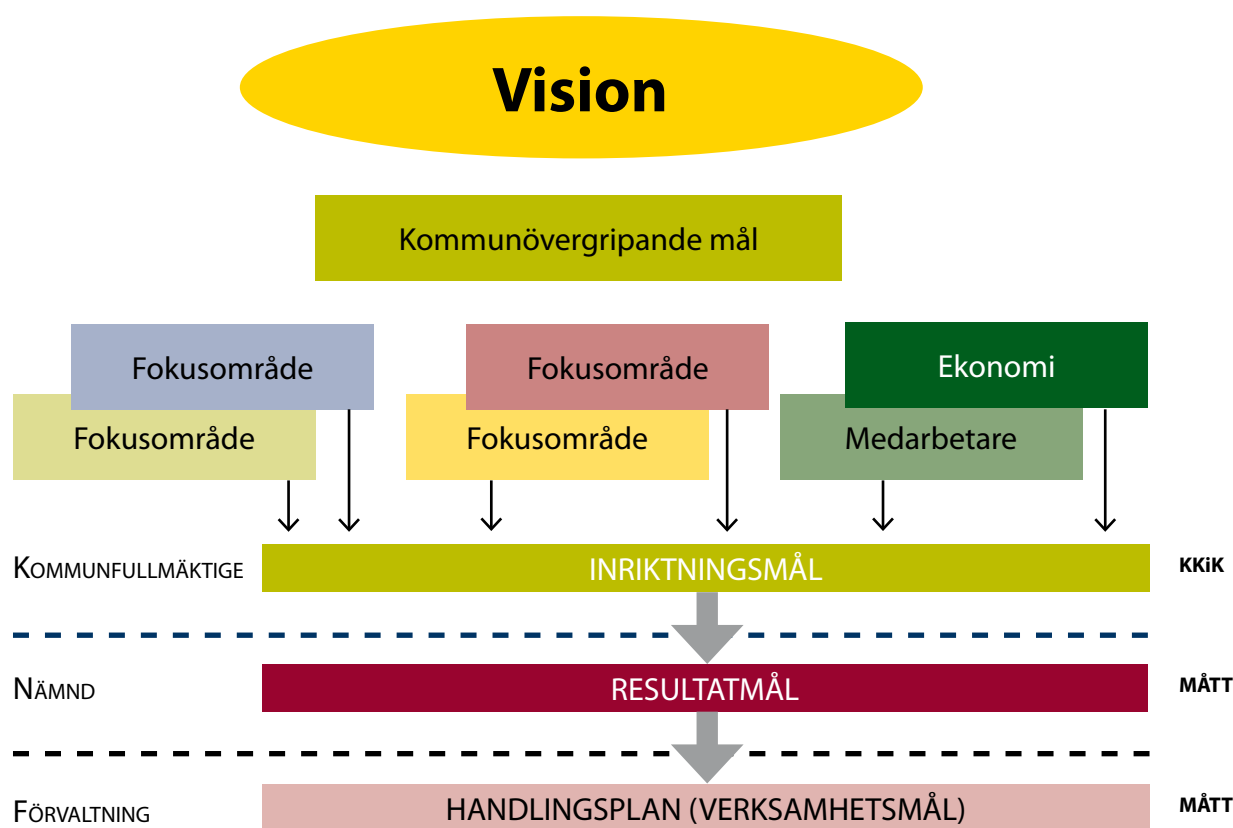 Vision
Kommunövergripande mål
Fokusområde
Fokusområde
Ekonomi
Fokusområde
Fokusområde
Medarbetare
KOMMUNFULLMÄKTIGE
INRIKTNINGSMÅL
KKiK
NÄMND
RESULTATMÅL
MÅTT
FÖRVALTNING
HANDLINGSPLAN (VERKSAMHETSMÅL)
MÅTT